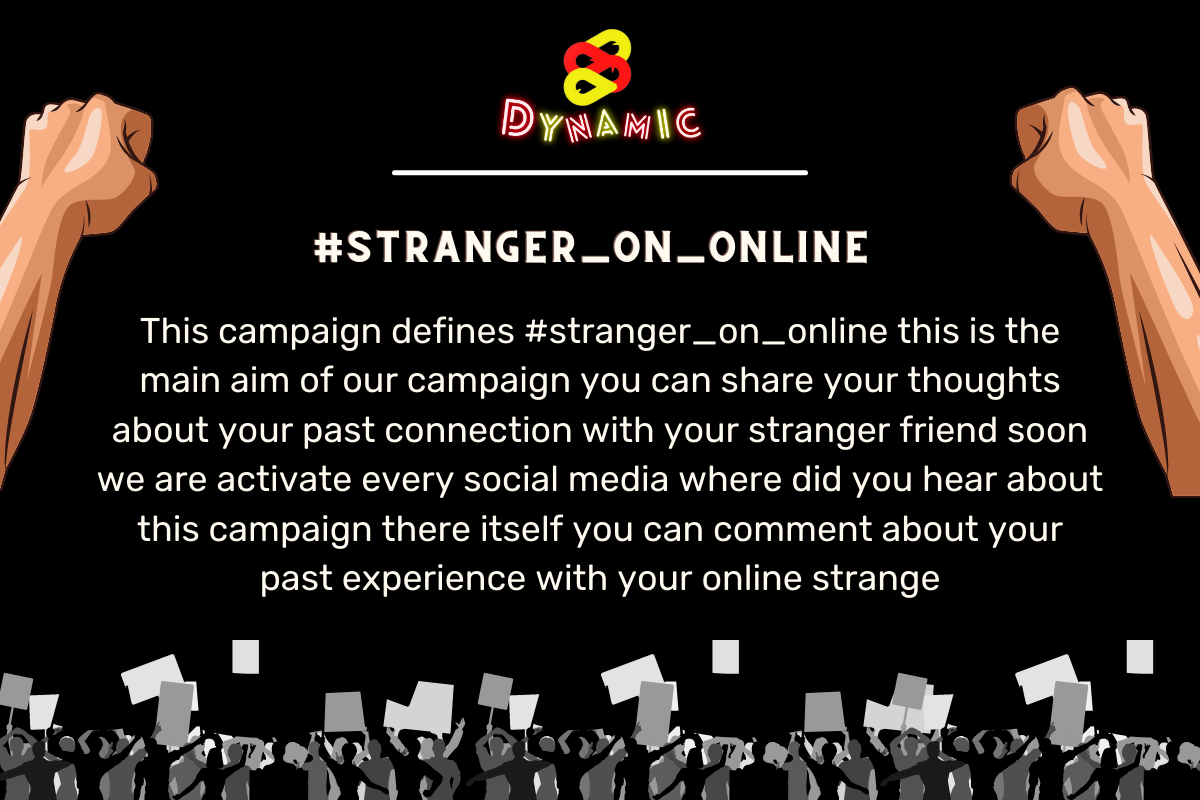 DYNAMIC
#STRANGER_ON_ONLINE
This campaign defines #stranger_on_online this is the
main aim of our campaign you can share your thoughts
about your past connection with your stranger friend soon
we are activate every social media where did you hear about
this campaign there itself you can comment about your
past experience with your online strange